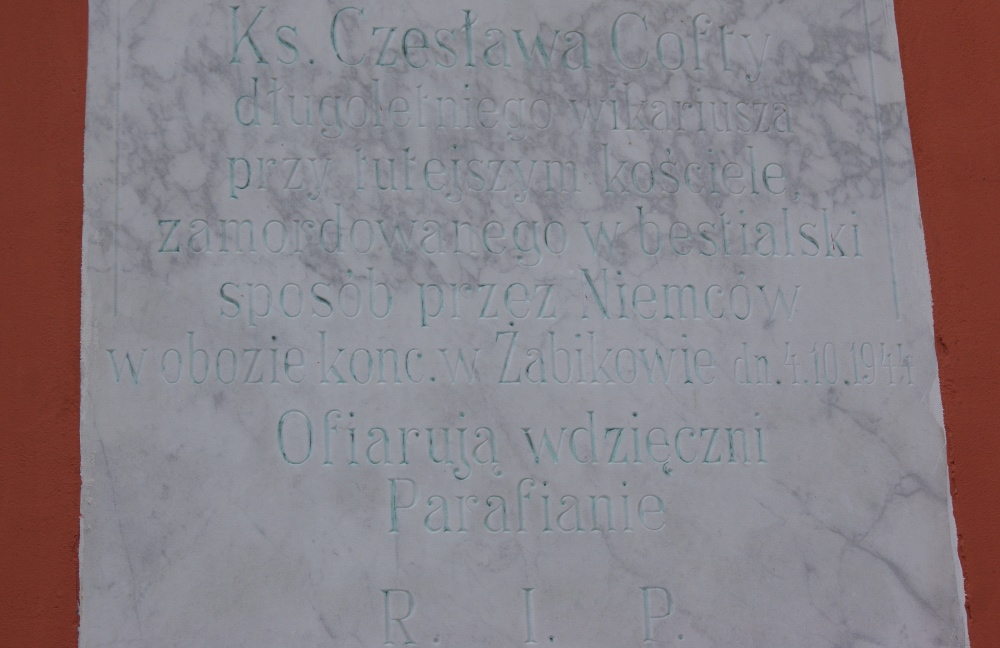 Ks. Czesława Cofty
długoletniego wikariusza
przy tutejszym kościele,
zamordowanego w bestialski
sposób przez Niemców
w obozie konc. w Żabikowie dn. 4.10.1944
Ofiarują wdzięczni
Parafianie
R. I. P.